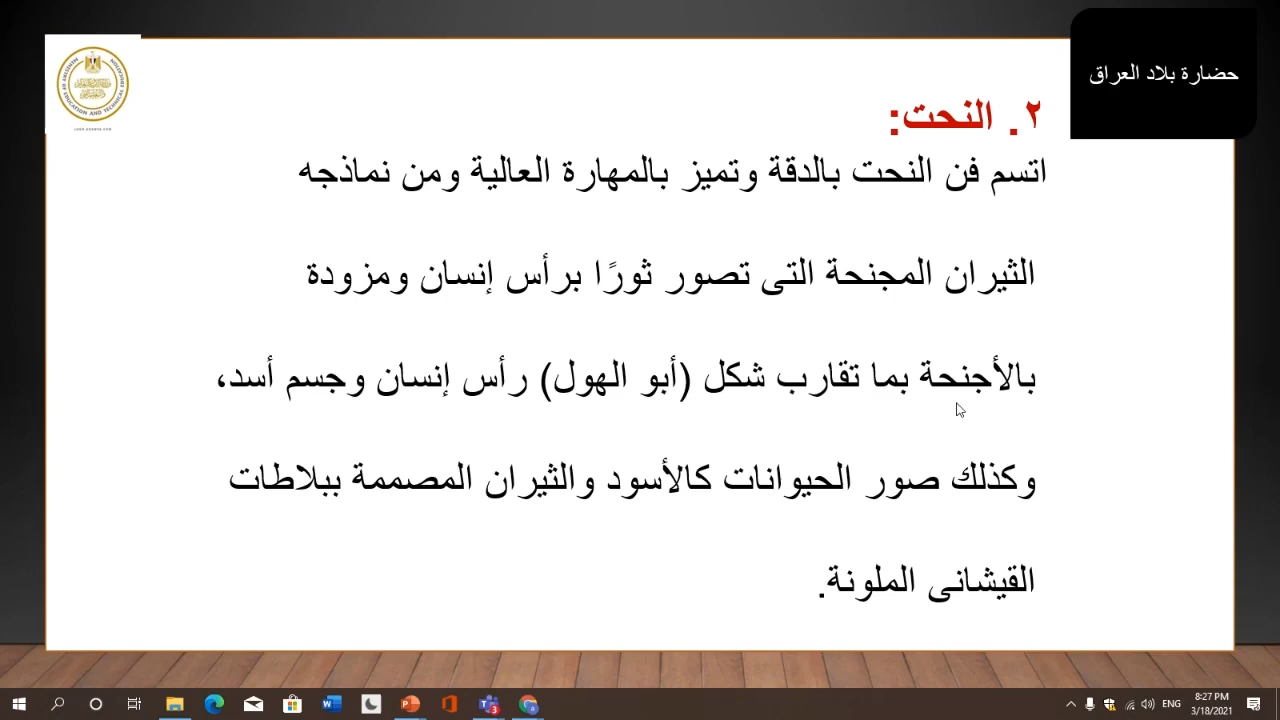 حضارة بلاد العراق
٢. النحت:
اتسم فن النحت بالدقة وتميز بالمهارة العالية ومن نماذجه
الثيران المجنحة التى تصور ثورًا برأس إنسان ومزودة
بالأجنحة بما تقارب شكل (أبو الهول) رأس إنسان وجسم أسد،
وكذلك صور الحيوانات كالأسود والثيران المصممة ببلاطات
القيشانى الملونة.
ENG
8:27 PM
3/18/2021